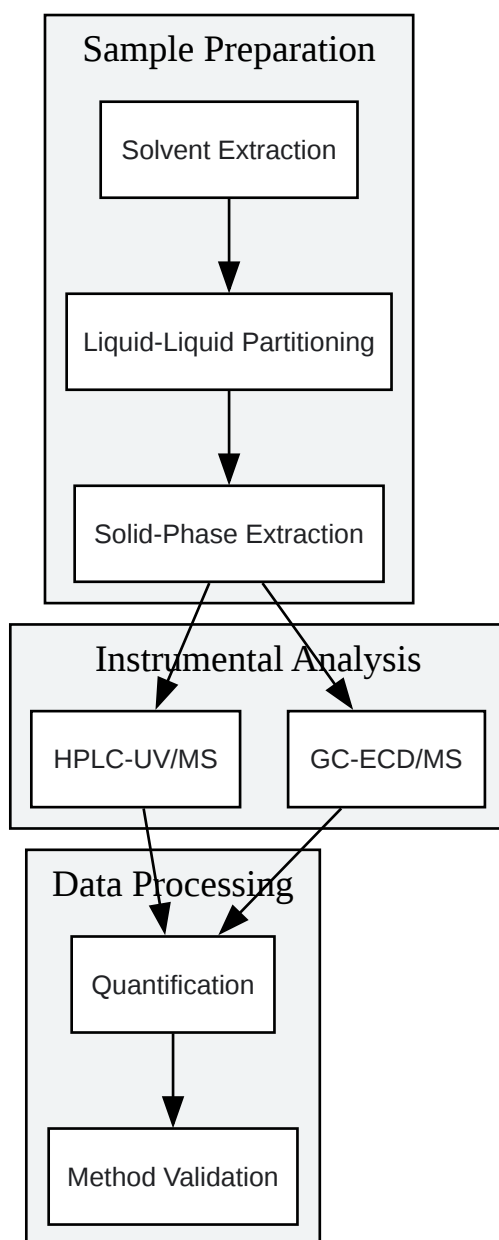 Sample Preparation
Solvent Extraction
Liquid-Liquid Partitioning
Solid-Phase Extraction
Instrumental Analysis
HPLC-UV/MS
GC-ECD/MS
Data Processing
Quantification
Method Validation